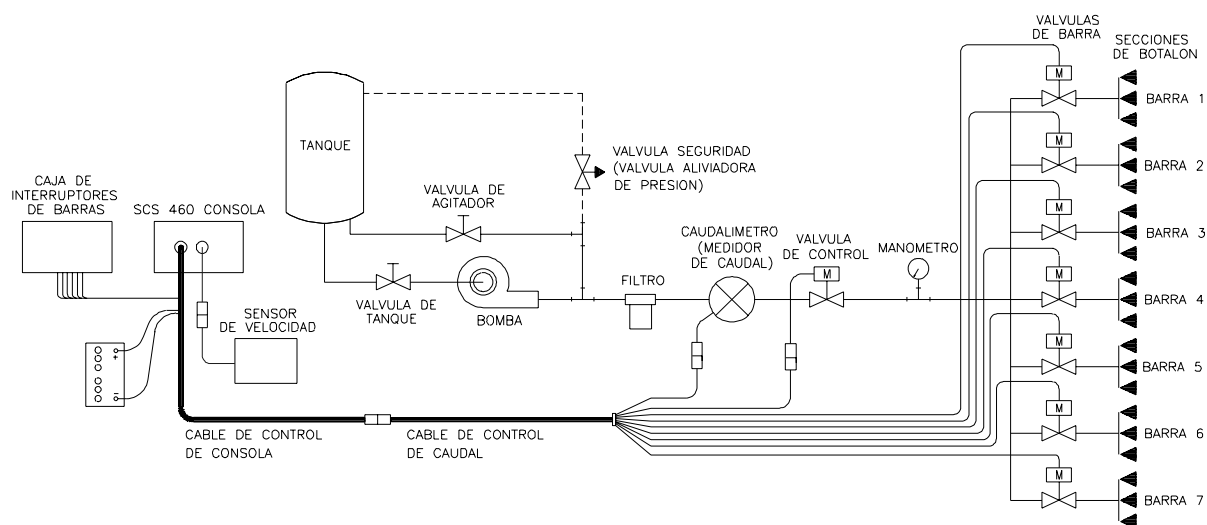 VALVULAS
DE BARRA
SECCIONES
DE BOTALON
M
BARRA 1
TANQUE
VALVULA SEGURIDAD
(VALVULA ALIVIADORA
DE PRESION)
M
BARRA 2
CAJA DE
INTERRUPTORES
DE BARRAS
SCS 460 CONSOLA
VALVULA DE
AGITADOR
M
BARRA 3
CAUDALIMETRO
(MEDIDOR
DE CAUDAL)
VALVULA
DE CONTROL
MANOMETRO
M
M
BARRA 4
FILTRO
VALVULA DE
TANQUE
BOMBA
SENSOR
DE VELOCIDAD
+
-
M
BARRA 5
M
BARRA 6
CABLE DE CONTROL
DE CONSOLA
CABLE DE CONTROL
DE CAUDAL
M
BARRA 7